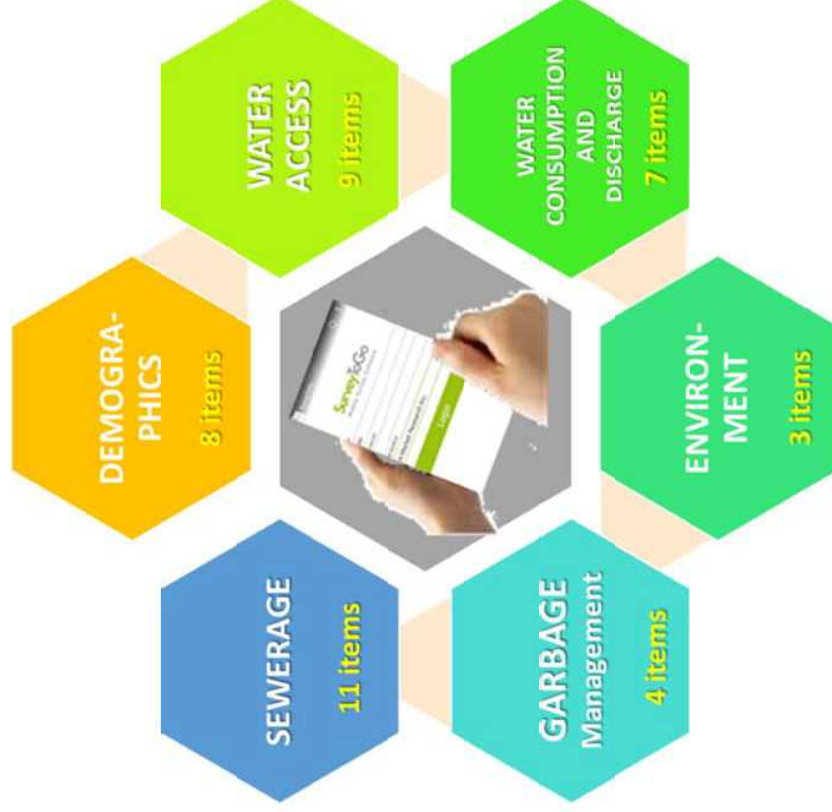 DEMOGRA-
PHICS
8 items
WATER
ACCESS
9 items
WATER
CONSUMPTION
AND
DISCHARGE
7 items
ENVIRON-
MENT
3 items
GARBAGE
Management
4 items
SEWERAGE
11 items
SurveyToGo
Login